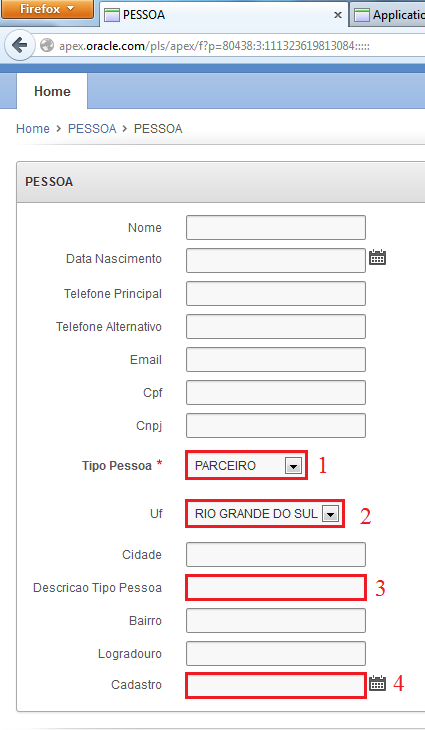 Firefox
PESSOA
Applicatio
apex.oracle.com/pls/apex/f?p=80438:3:111323619813084:::::
Home
Home > PESSOA > PESSOA
PESSOA
Nome
Data Nascimento
Telefone Principal
Telefone Alternativo
Email
Cpf
Cnpj
Tipo Pessoa * PARCEIRO 1
Uf RIO GRANDE DO SUL 2
Cidade
Descricao Tipo Pessoa 3
Bairro
Logradouro
Cadastro 4